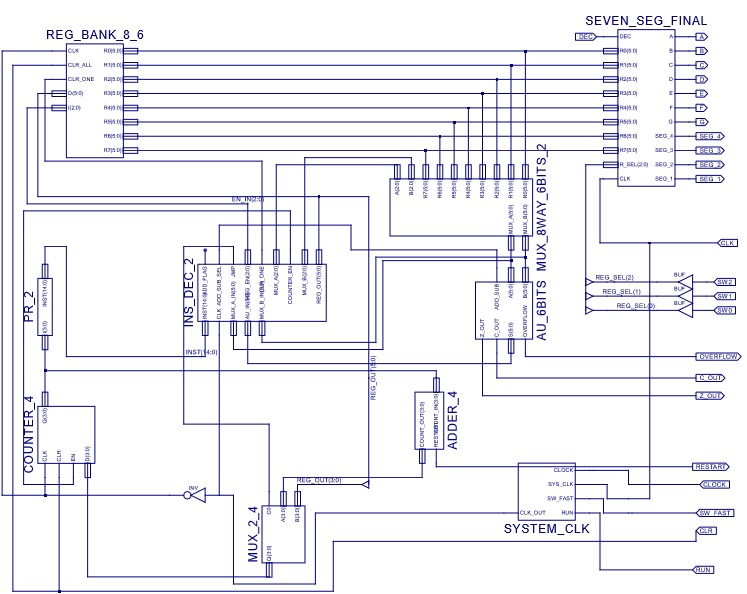 REG_BANK_8_6
SEVEN_SEG_FINAL
DEC
DEC
A
A
CLK
R0(5:0)
R0(5:0)
B
B
CLR_ALL
R1(5:0)
R1(5:0)
C
C
CLR_ONE
R2(5:0)
R2(5:0)
D
D
D(5:0)
R3(5:0)
R3(5:0)
E
E
I(2:0)
R4(5:0)
R4(5:0)
F
F
R5(5:0)
R5(5:0)
G
G
R6(5:0)
R6(5:0)
SEG_4
SEG_4
R7(5:0)
R7(5:0)
SEG_3
SEG_3
R_SEL(2:0)
SEG_2
SEG_2
CLK
SEG_1
SEG_1
A(2:0)
B(2:0)
R7(5:0)
R6(5:0)
R5(5:0)
R4(5:0)
R3(5:0)
R2(5:0)
R1(5:0)
R0(5:0)
MUX_A(5:0)
MUX_B(5:0)
MUX_8WAY_6BITS_2
EN_IN(2:0)
CLK
INS_DEC_2
ADD_FLAG
ADD_SUB_SEL
JMP
REG_EN(2:0)
MUX_A(2:0)
COUNTER_EN
MUX_B(2:0)
REG_OUT(5:0)
INST(14:0)
CLK
MUX_A_IN(5:0)
AU_IN(5:0)
INST(14:0)
PR_2
INST(14:0)
I(3:0)
ADD_SUB
A(5:0)
B(5:0)
Z_OUT
C_OUT
S(5:0)
OVERFLOW
AU_6BITS
REG_SEL(2)
BUF
SW2
REG_SEL(1)
BUF
SW1
REG_SEL(0)
BUF
SW0
OVERFLOW
C_OUT
Z_OUT
REG_OUT(5:0)
COUNTER_4
Q(3:0)
CLK
CLR
EN
D(3:0)
COUNT_OUT(3:0)
ADDER_4
RESTART
INV
REG_OUT(3:0)
MUX_2_4
C0
A(3:0)
B(3:0)
Q(3:0)
CLOCK
CLOCK
SYS_CLK
SW_FAST
SW_FAST
CLK_OUT
RUN
SYSTEM_CLK
CLR
RUN